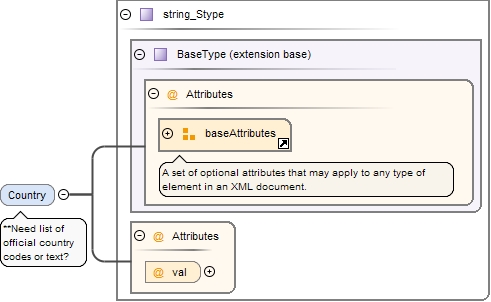 string_Stype
BaseType (extension base)
@ Attributes
baseAttributes
A set of optional attributes that may apply to any type of
element in an XML document.
Country
**Need list of
official country
codes or text?
@ Attributes
@ val